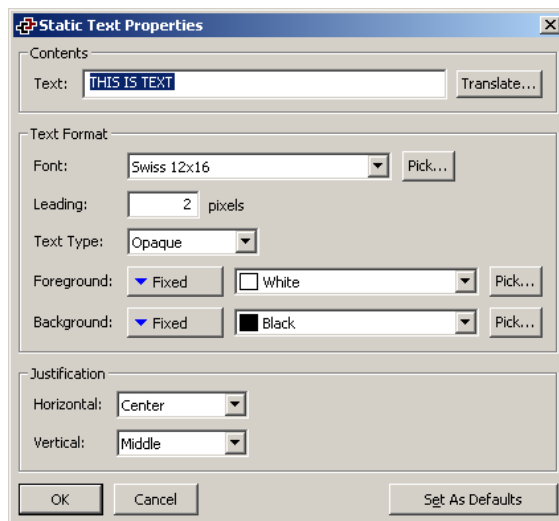 Static Text Properties
Contents
Text: THIS IS TEXT Translate...
Text Format
Font: Swiss 12x16 Pick...
Leading: 2 pixels
Text Type: Opaque
Foreground: Fixed White Pick...
Background: Fixed Black Pick...
Justification
Horizontal: Center
Vertical: Middle
OK Cancel Set As Defaults